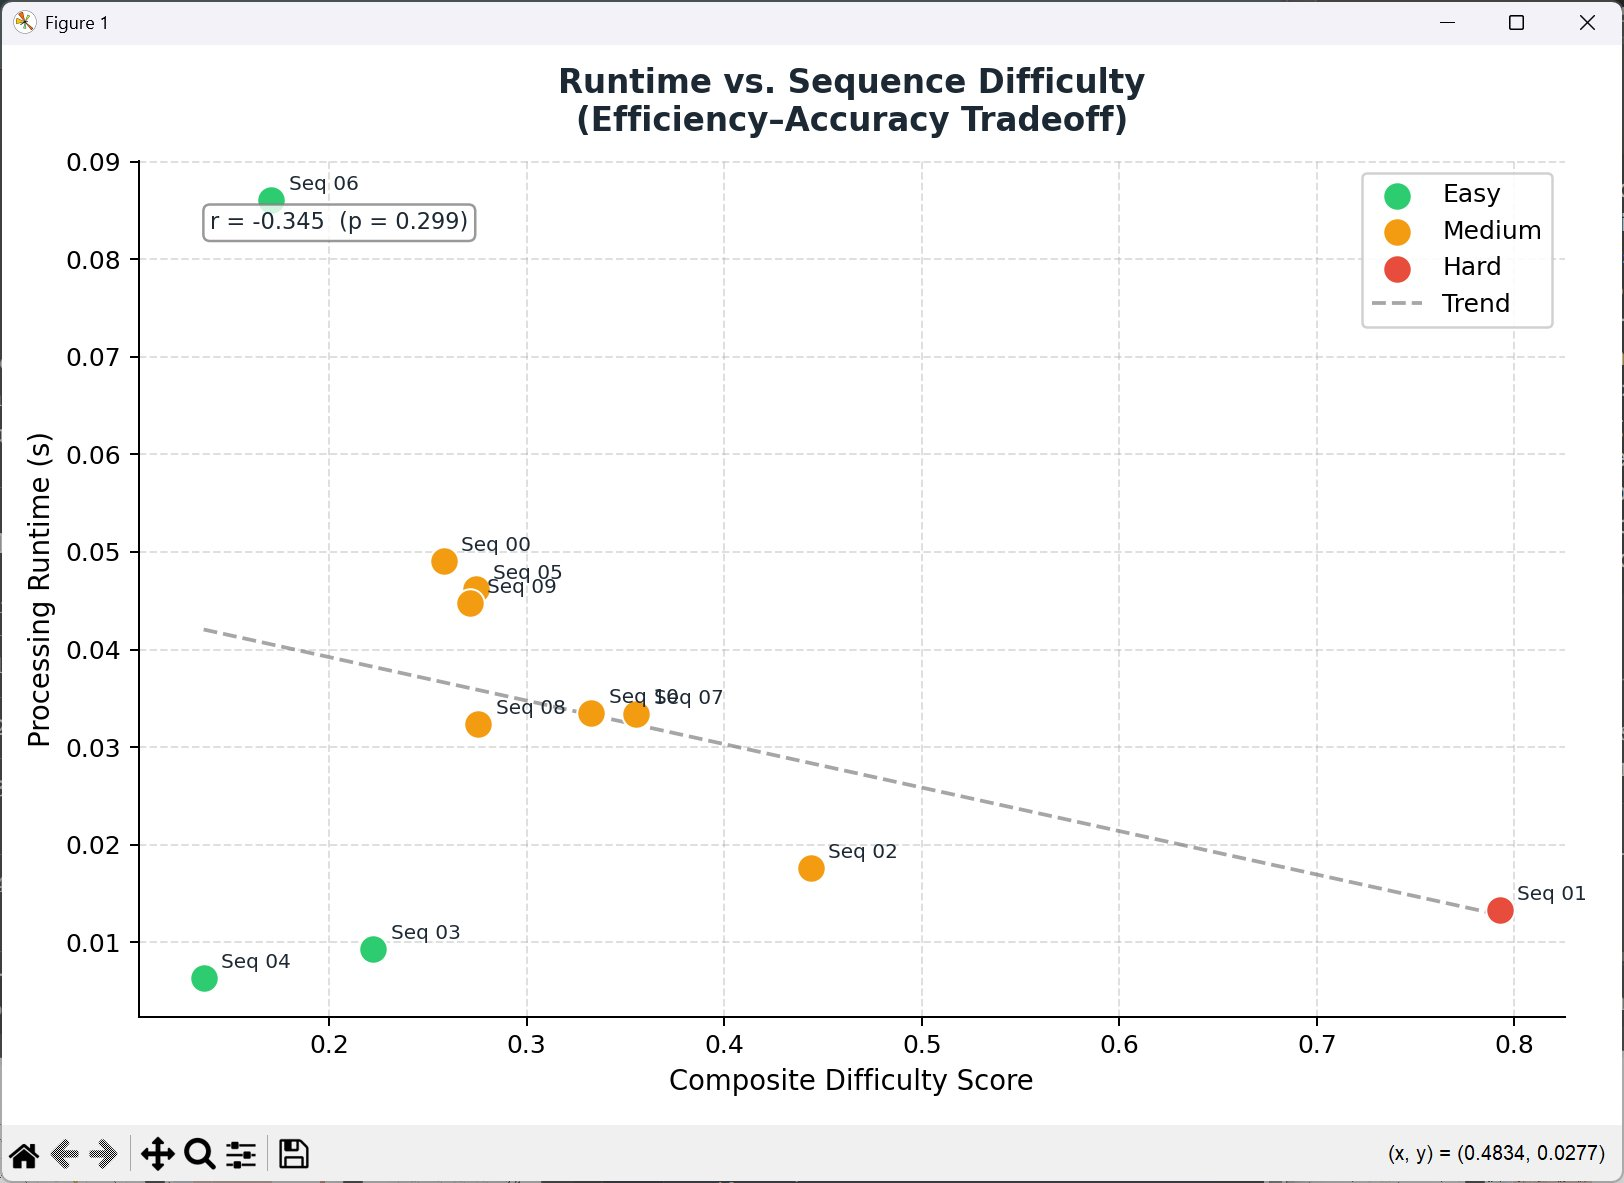 Figure 1
Runtime vs. Sequence Difficulty
(Efficiency–Accuracy Tradeoff)
0.09
0.08
0.07
0.06
0.05
0.04
0.03
0.02
0.01
Processing Runtime (s)
Seq 06
r = -0.345 (p = 0.299)
Easy
Medium
Hard
Trend
Seq 00
Seq 05
Seq 09
Seq 10
Seq 07
Seq 08
Seq 02
Seq 01
Seq 03
Seq 04
0.2
0.3
0.4
0.5
0.6
0.7
0.8
Composite Difficulty Score
(x, y) = (0.4834, 0.0277)